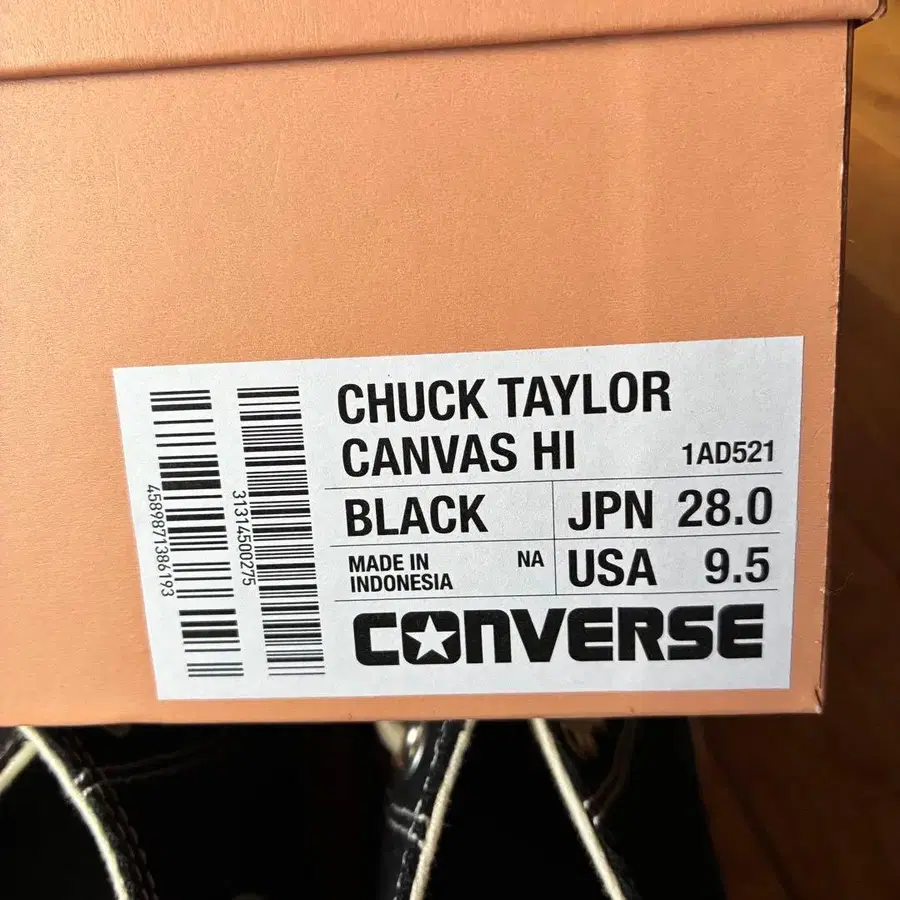 CHUCK TAYLOR
CANVAS HI 1AD521
BLACK JPN 28.0
MADE IN INDONESIA NA USA 9.5
CONVERSE
4589871386193
31314500275